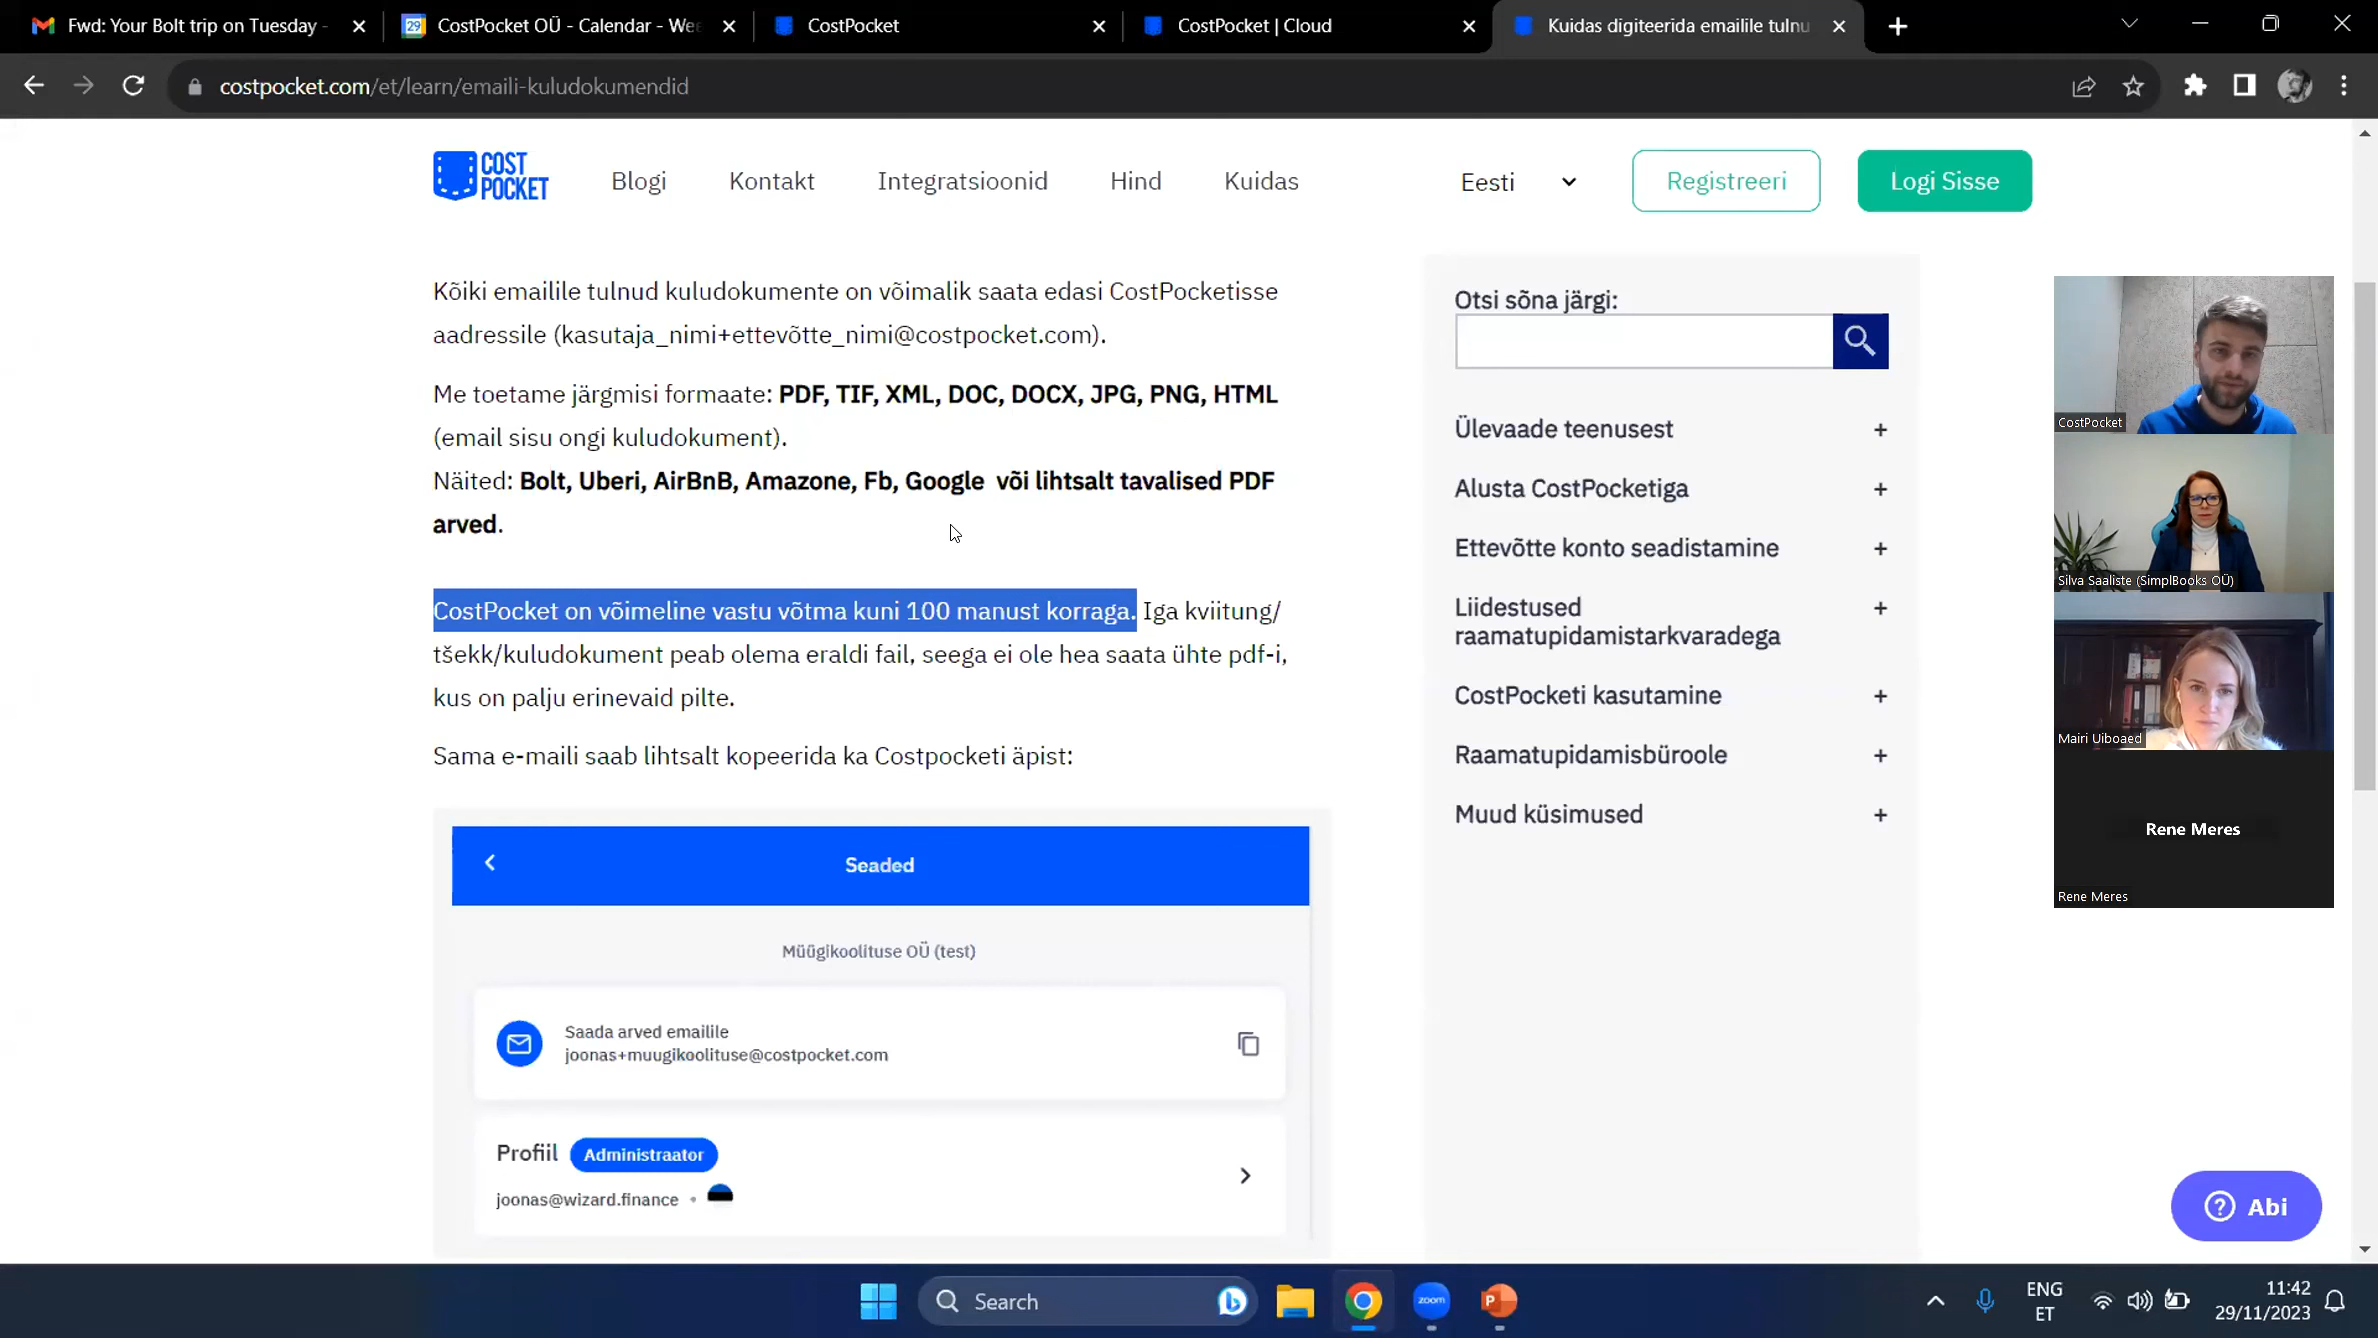 Fwd: Your Bolt trip on Tuesday -
29
CostPocket OÜ - Calendar - Wee
CostPocket
CostPocket | Cloud
Kuidas digiteerida emailile tulnu
costpocket.com/et/learn/emaili-kuludokumendid
COST
POCKET
Blogi
Kontakt
Integratsioonid
Hind
Kuidas
Eesti
Registreeri
Logi Sisse
Kõiki emailile tulnud kuludokumente on võimalik saata edasi CostPocketisse
aadressile (kasutaja_nimi+ettevõtte_nimi@costpocket.com).
Me toetame järgmisi formaate: PDF, TIF, XML, DOC, DOCX, JPG, PNG, HTML
(email sisu ongi kuludokument).
Näited: Bolt, Uberi, AirBnB, Amazone, Fb, Google või lihtsalt tavalised PDF
arved.
CostPocket on võimeline vastu võtma kuni 100 manust korraga. Iga kviitung/
tšekk/kuludokument peab olema eraldi fail, seega ei ole hea saata ühte pdf-i,
kus on palju erinevaid pilte.
Sama e-maili saab lihtsalt kopeerida ka Costpocketi äpist:
Seaded
Müügikoolituse OÜ (test)
Saada arved emailile
joonas+muugikoolituse@costpocket.com
Profiil
Administraator
joonas@wizard.finance
Otsi sõna järgi:
Ülevaade teenusest +
Alusta CostPocketiga +
Ettevõtte konto seadistamine +
Liidestused +
raamatupidamistarkvaradega
CostPocketi kasutamine +
Raamatupidamisbüroole +
Muud küsimused +
CostPocket
Silva Saaliste (SimplBooks OÜ)
Mairi Uiboaed
Rene Meres
Rene Meres
Abi
Search
zoom
P
ENG
ET
11:42
29/11/2023